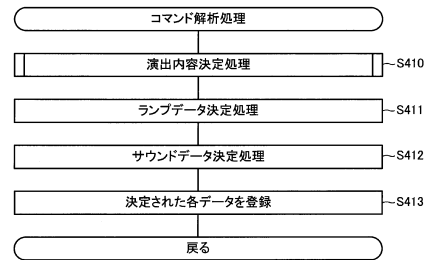 コマンド解析処理
演出内容決定処理
S410
ランプデータ決定処理
S411
サウンドデータ決定処理
S412
決定された各データを登録
S413
戻る